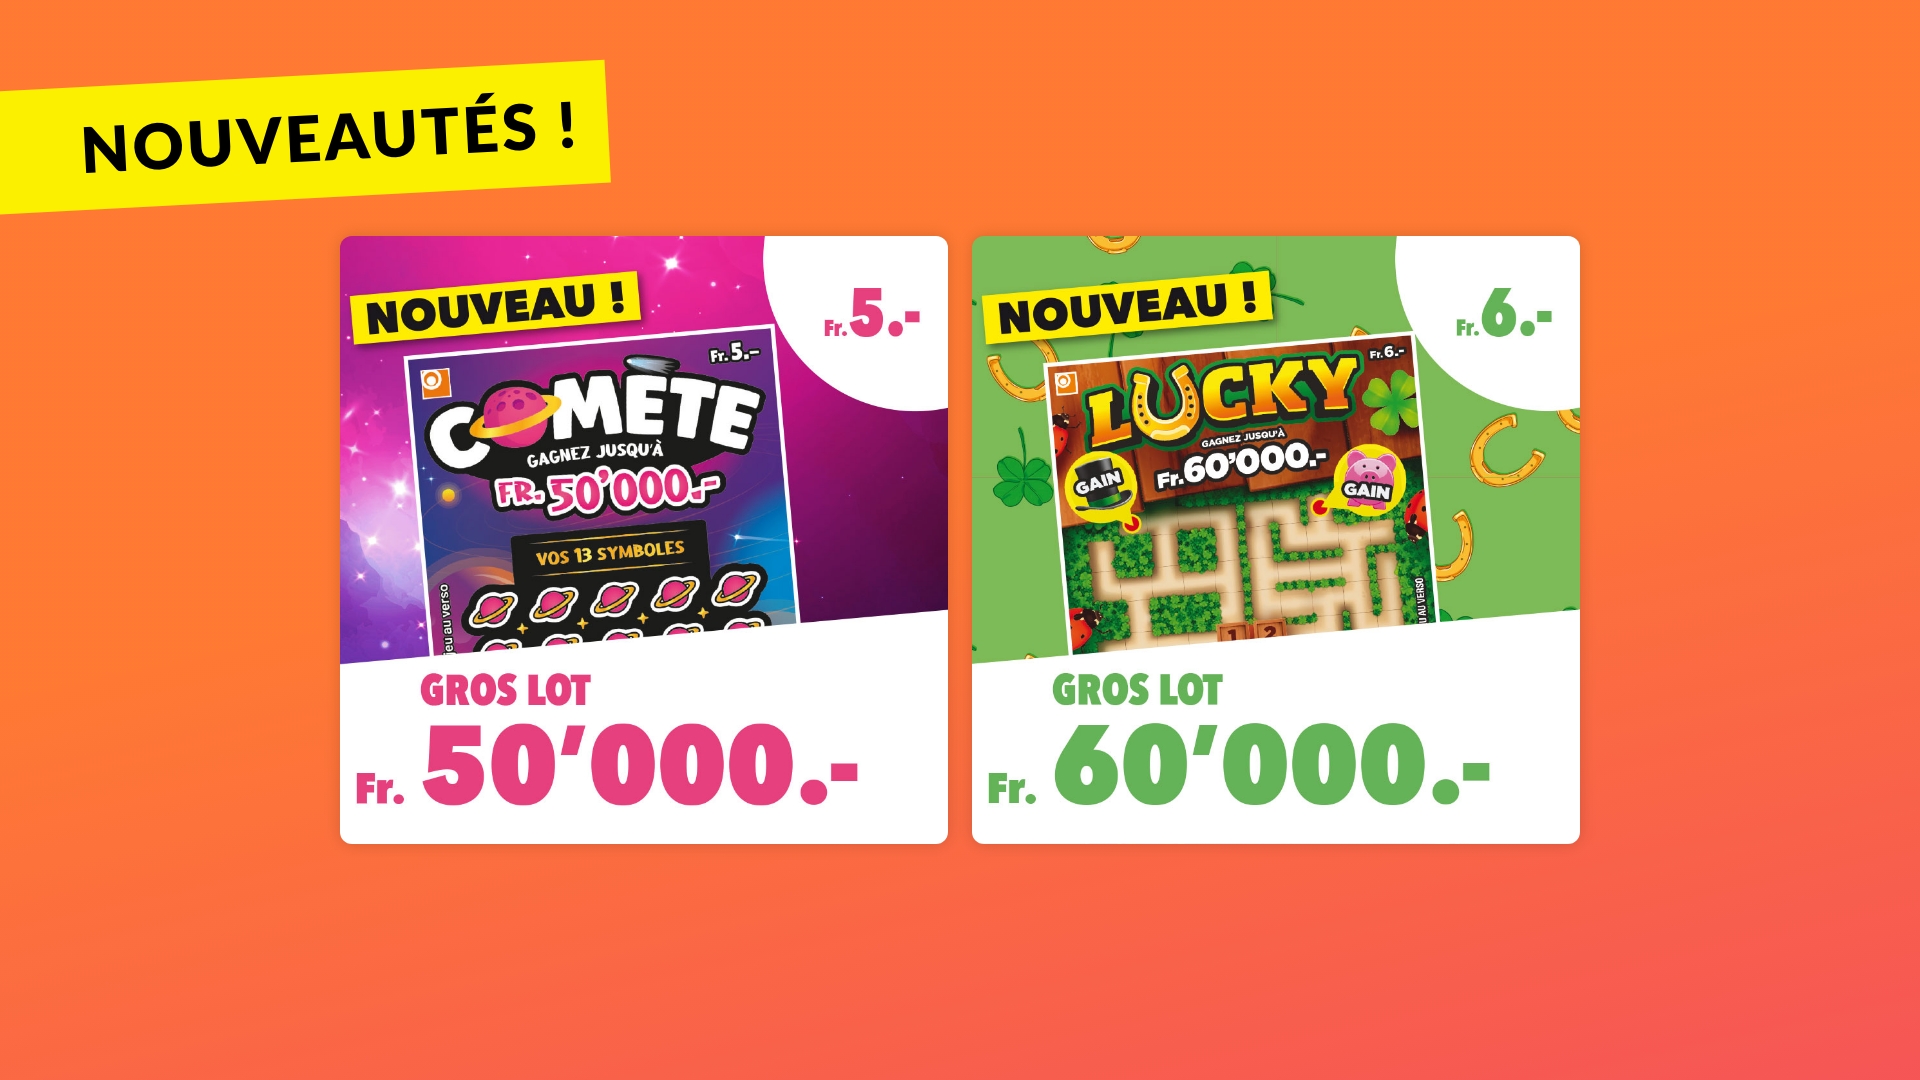 NOUVEAUTÉS !
NOUVEAU !
Fr.5.-
Fr.5.–
COMÈTE
GAGNEZ JUSQU'À
FR. 50'000.-
VOS 13 SYMBOLES
jeu au verso
GROS LOT
Fr. 50'000.-
NOUVEAU !
Fr.6.-
Fr.6.–
LUCKY
GAGNEZ JUSQU'À
Fr.60'000.-
GAIN
GAIN
1 2
AU VERSO
GROS LOT
Fr. 60'000.-